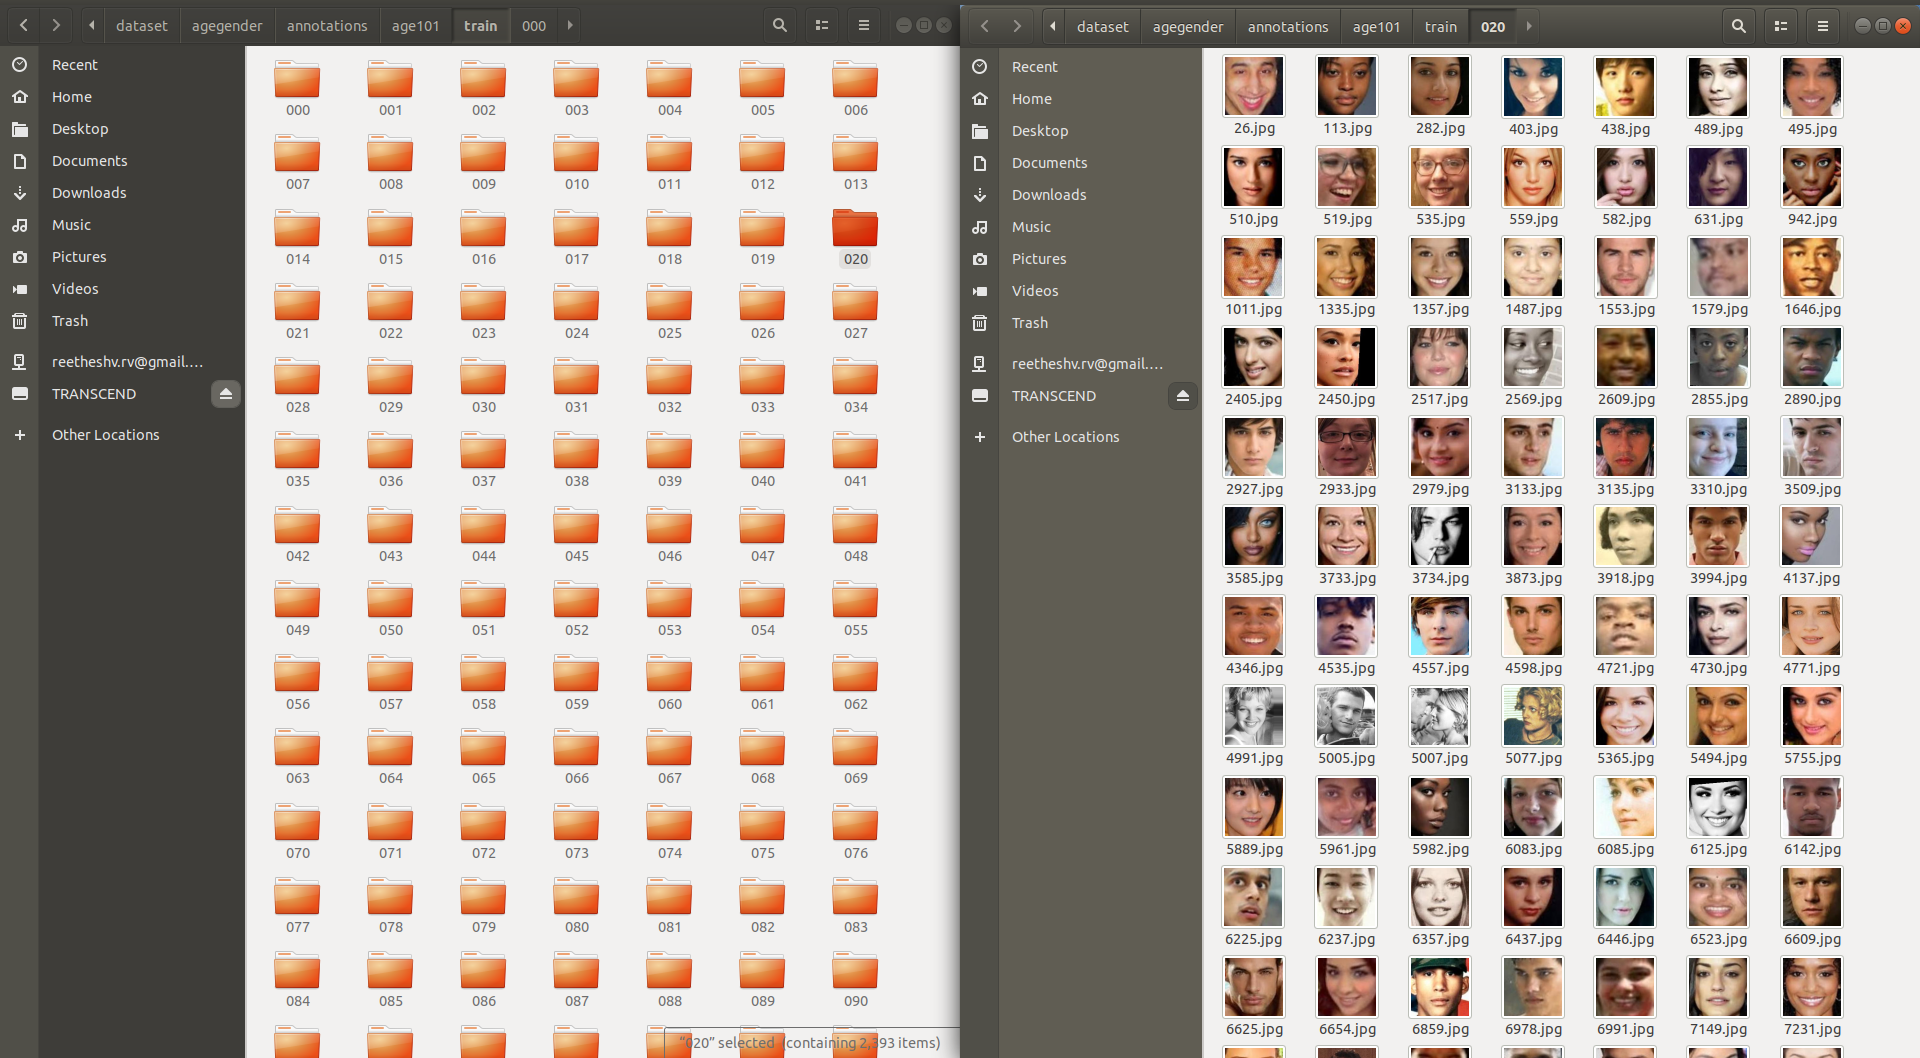 dataset agegender annotations age101 train 000
Recent
Home
Desktop
Documents
Downloads
Music
Pictures
Videos
Trash
reetheshv.rv@gmail....
TRANSCEND
Other Locations
000 001 002 003 004 005 006
007 008 009 010 011 012 013
014 015 016 017 018 019 020
021 022 023 024 025 026 027
028 029 030 031 032 033 034
035 036 037 038 039 040 041
042 043 044 045 046 047 048
049 050 051 052 053 054 055
056 057 058 059 060 061 062
063 064 065 066 067 068 069
070 071 072 073 074 075 076
077 078 079 080 081 082 083
084 085 086 087 088 089 090
“020” selected (containing 2,393 items)
dataset agegender annotations age101 train 020
Recent
Home
Desktop
Documents
Downloads
Music
Pictures
Videos
Trash
reetheshv.rv@gmail....
TRANSCEND
Other Locations
26.jpg 113.jpg 282.jpg 403.jpg 438.jpg 489.jpg 495.jpg
510.jpg 519.jpg 535.jpg 559.jpg 582.jpg 631.jpg 942.jpg
1011.jpg 1335.jpg 1357.jpg 1487.jpg 1553.jpg 1579.jpg 1646.jpg
2405.jpg 2450.jpg 2517.jpg 2569.jpg 2609.jpg 2855.jpg 2890.jpg
2927.jpg 2933.jpg 2979.jpg 3133.jpg 3135.jpg 3310.jpg 3509.jpg
3585.jpg 3733.jpg 3734.jpg 3873.jpg 3918.jpg 3994.jpg 4137.jpg
4346.jpg 4535.jpg 4557.jpg 4598.jpg 4721.jpg 4730.jpg 4771.jpg
4991.jpg 5005.jpg 5007.jpg 5077.jpg 5365.jpg 5494.jpg 5755.jpg
5889.jpg 5961.jpg 5982.jpg 6083.jpg 6085.jpg 6125.jpg 6142.jpg
6225.jpg 6237.jpg 6357.jpg 6437.jpg 6446.jpg 6523.jpg 6609.jpg
6625.jpg 6654.jpg 6859.jpg 6978.jpg 6991.jpg 7149.jpg 7231.jpg